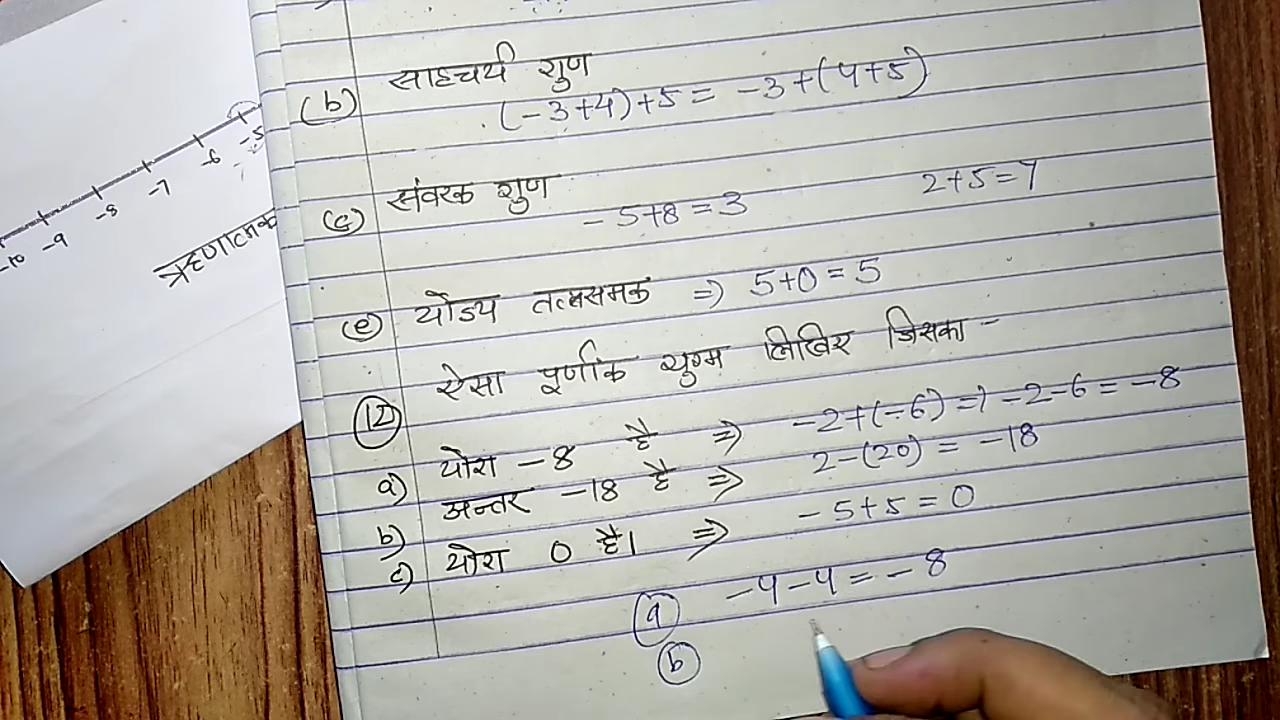 (b) साहचर्य गुण
(-3+4)+5 = -3+(4+5)
(c) संवरक गुण
-5+8 = 3 2+5=7
(e) योज्य तत्समक => 5+0 = 5
(12) ऐसा पूर्णांक युग्म लिखिए जिसका -
a) योग -8 है => -2+(-6) => -2-6 = -8
b) अन्तर -18 है => 2-(20) = -18
c) योग 0 है। => -5+5 = 0
(a) -4-4 = -8
(b)
-5
-6
-7
-8
-9
-10
ऋणात्मक